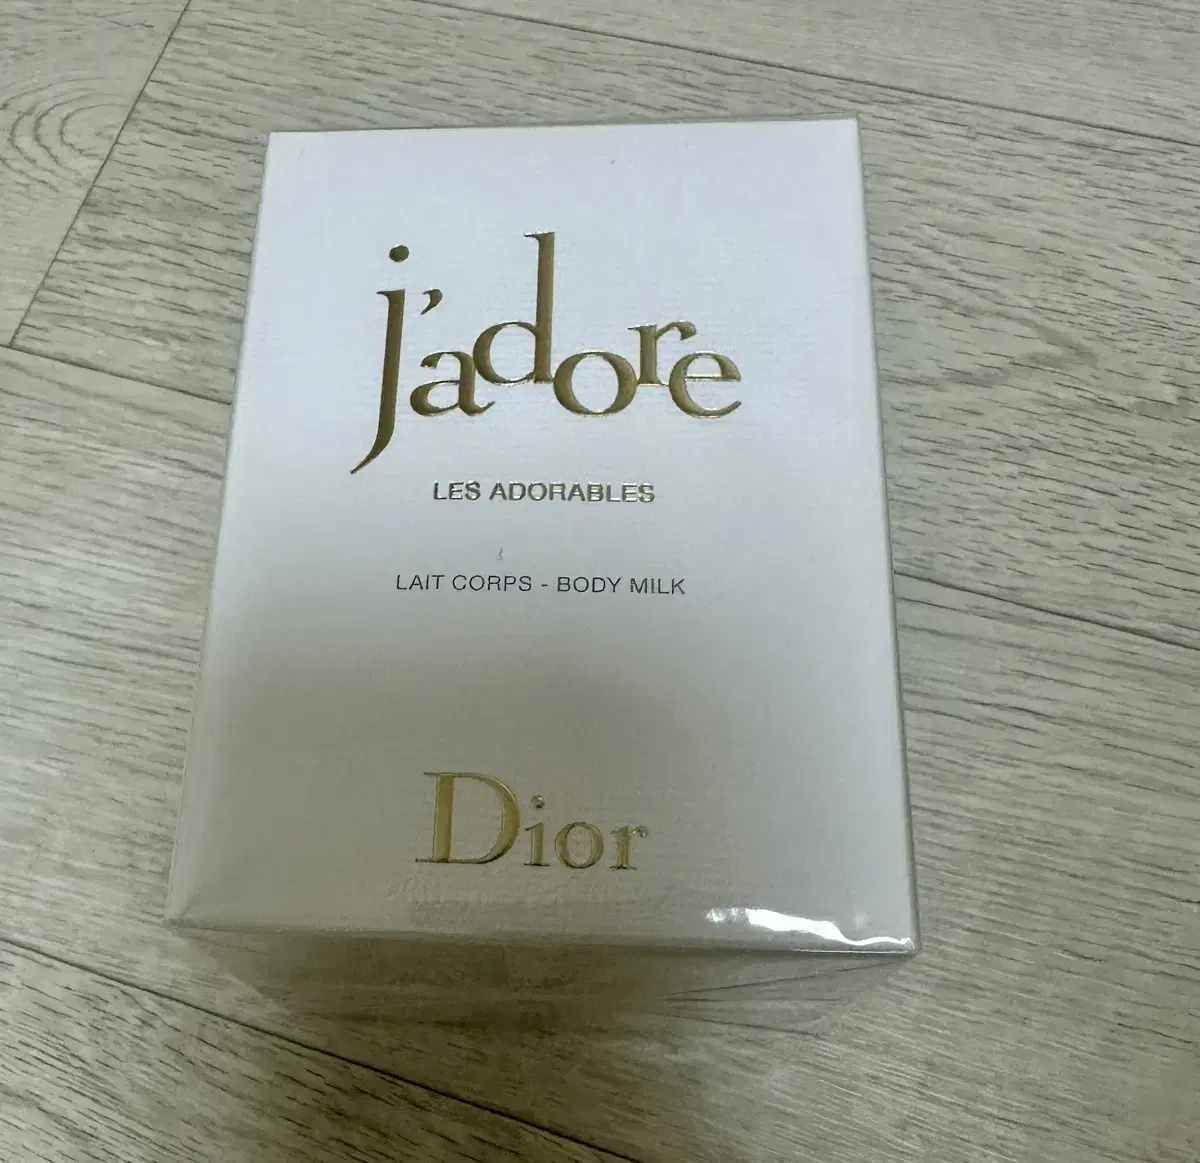 j'adore
LES ADORABLES
LAIT CORPS - BODY MILK
Dior